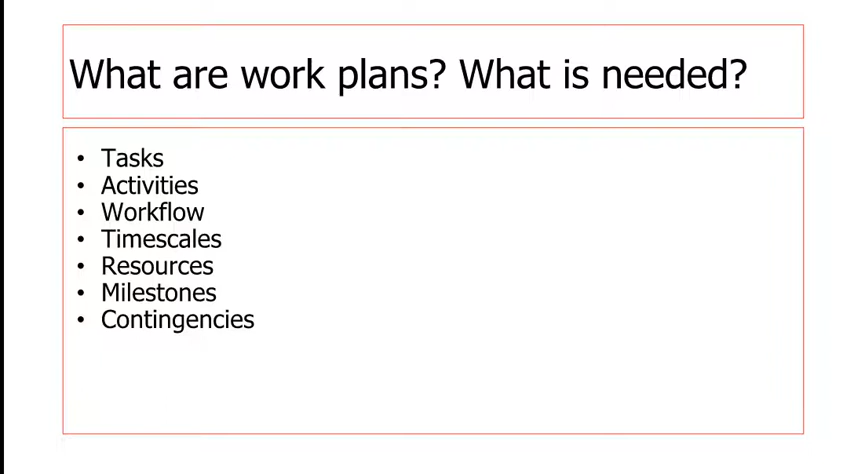 What are work plans? What is needed?
• Tasks
• Activities
• Workflow
• Timescales
• Resources
• Milestones
• Contingencies